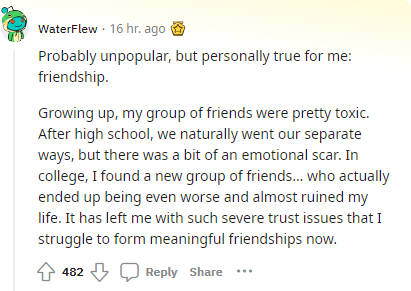 WaterFlew · 16 hr. ago
Probably unpopular, but personally true for me:
friendship.
Growing up, my group of friends were pretty toxic.
After high school, we naturally went our separate
ways, but there was a bit of an emotional scar. In
college, I found a new group of friends... who actually
ended up being even worse and almost ruined my
life. It has left me with such severe trust issues that I
struggle to form meaningful friendships now.
482 Reply Share ...